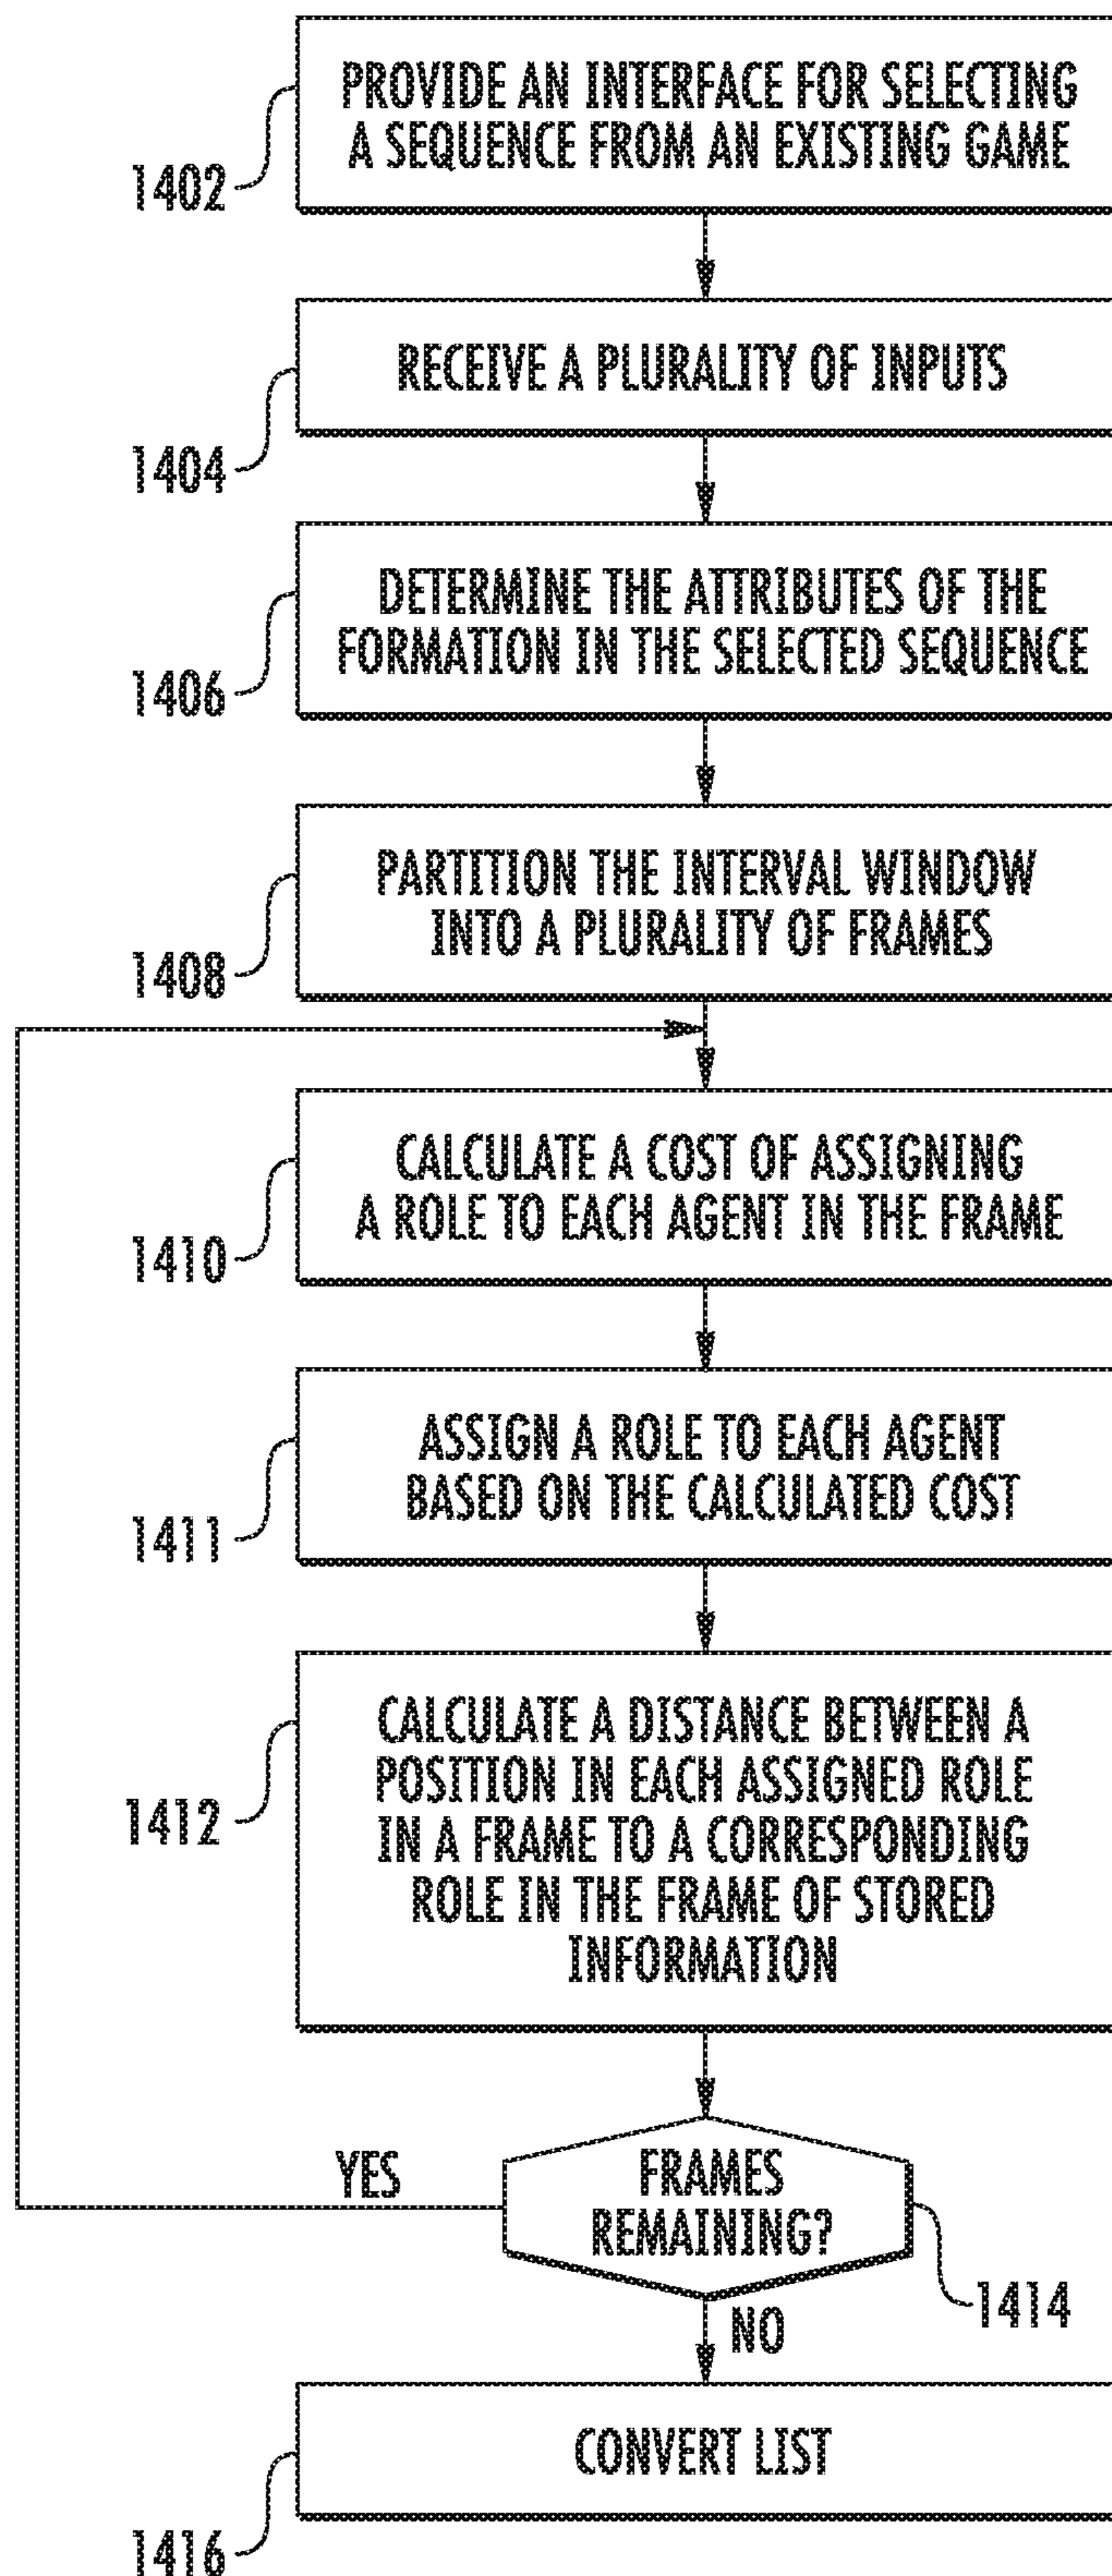 PROVIDE AN INTERFACE FOR SELECTING
A SEQUENCE FROM AN EXISTING GAME
1402
RECEIVE A PLURALITY OF INPUTS
1404
DETERMINE THE ATTRIBUTES OF THE
FORMATION IN THE SELECTED SEQUENCE
1406
PARTITION THE INTERVAL WINDOW
INTO A PLURALITY OF FRAMES
1408
CALCULATE A COST OF ASSIGNING
A ROLE TO EACH AGENT IN THE FRAME
1410
ASSIGN A ROLE TO EACH AGENT
BASED ON THE CALCULATED COST
1411
CALCULATE A DISTANCE BETWEEN A
POSITION IN EACH ASSIGNED ROLE
IN A FRAME TO A CORRESPONDING
ROLE IN THE FRAME OF STORED
INFORMATION
1412
YES
FRAMES
REMAINING?
1414
NO
CONVERT LIST
1416